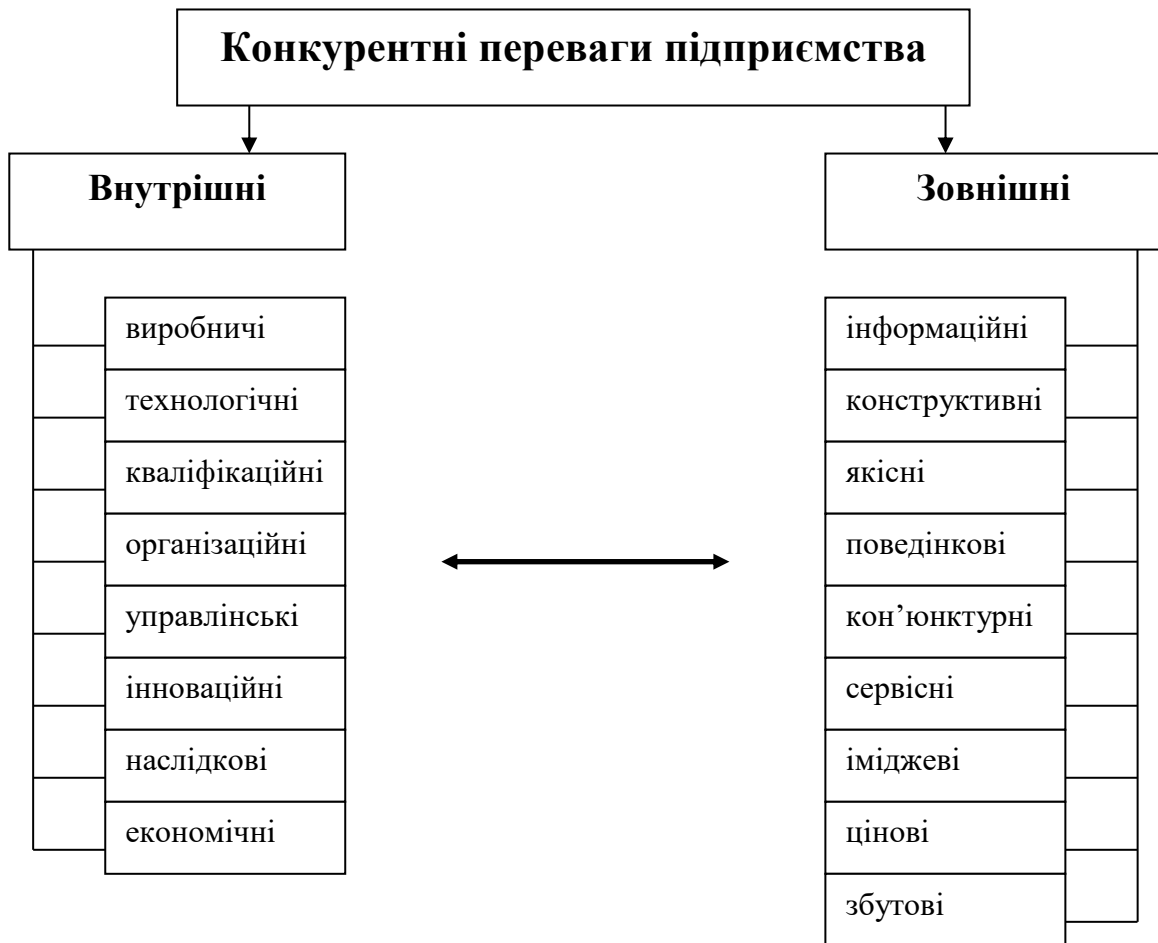 Конкурентні переваги підприємства
Внутрішні
виробничі
технологічні
кваліфікаційні
організаційні
управлінські
інноваційні
наслідкові
економічні
Зовнішні
інформаційні
конструктивні
якісні
поведінкові
кон’юнктурні
сервісні
іміджеві
цінові
збутові